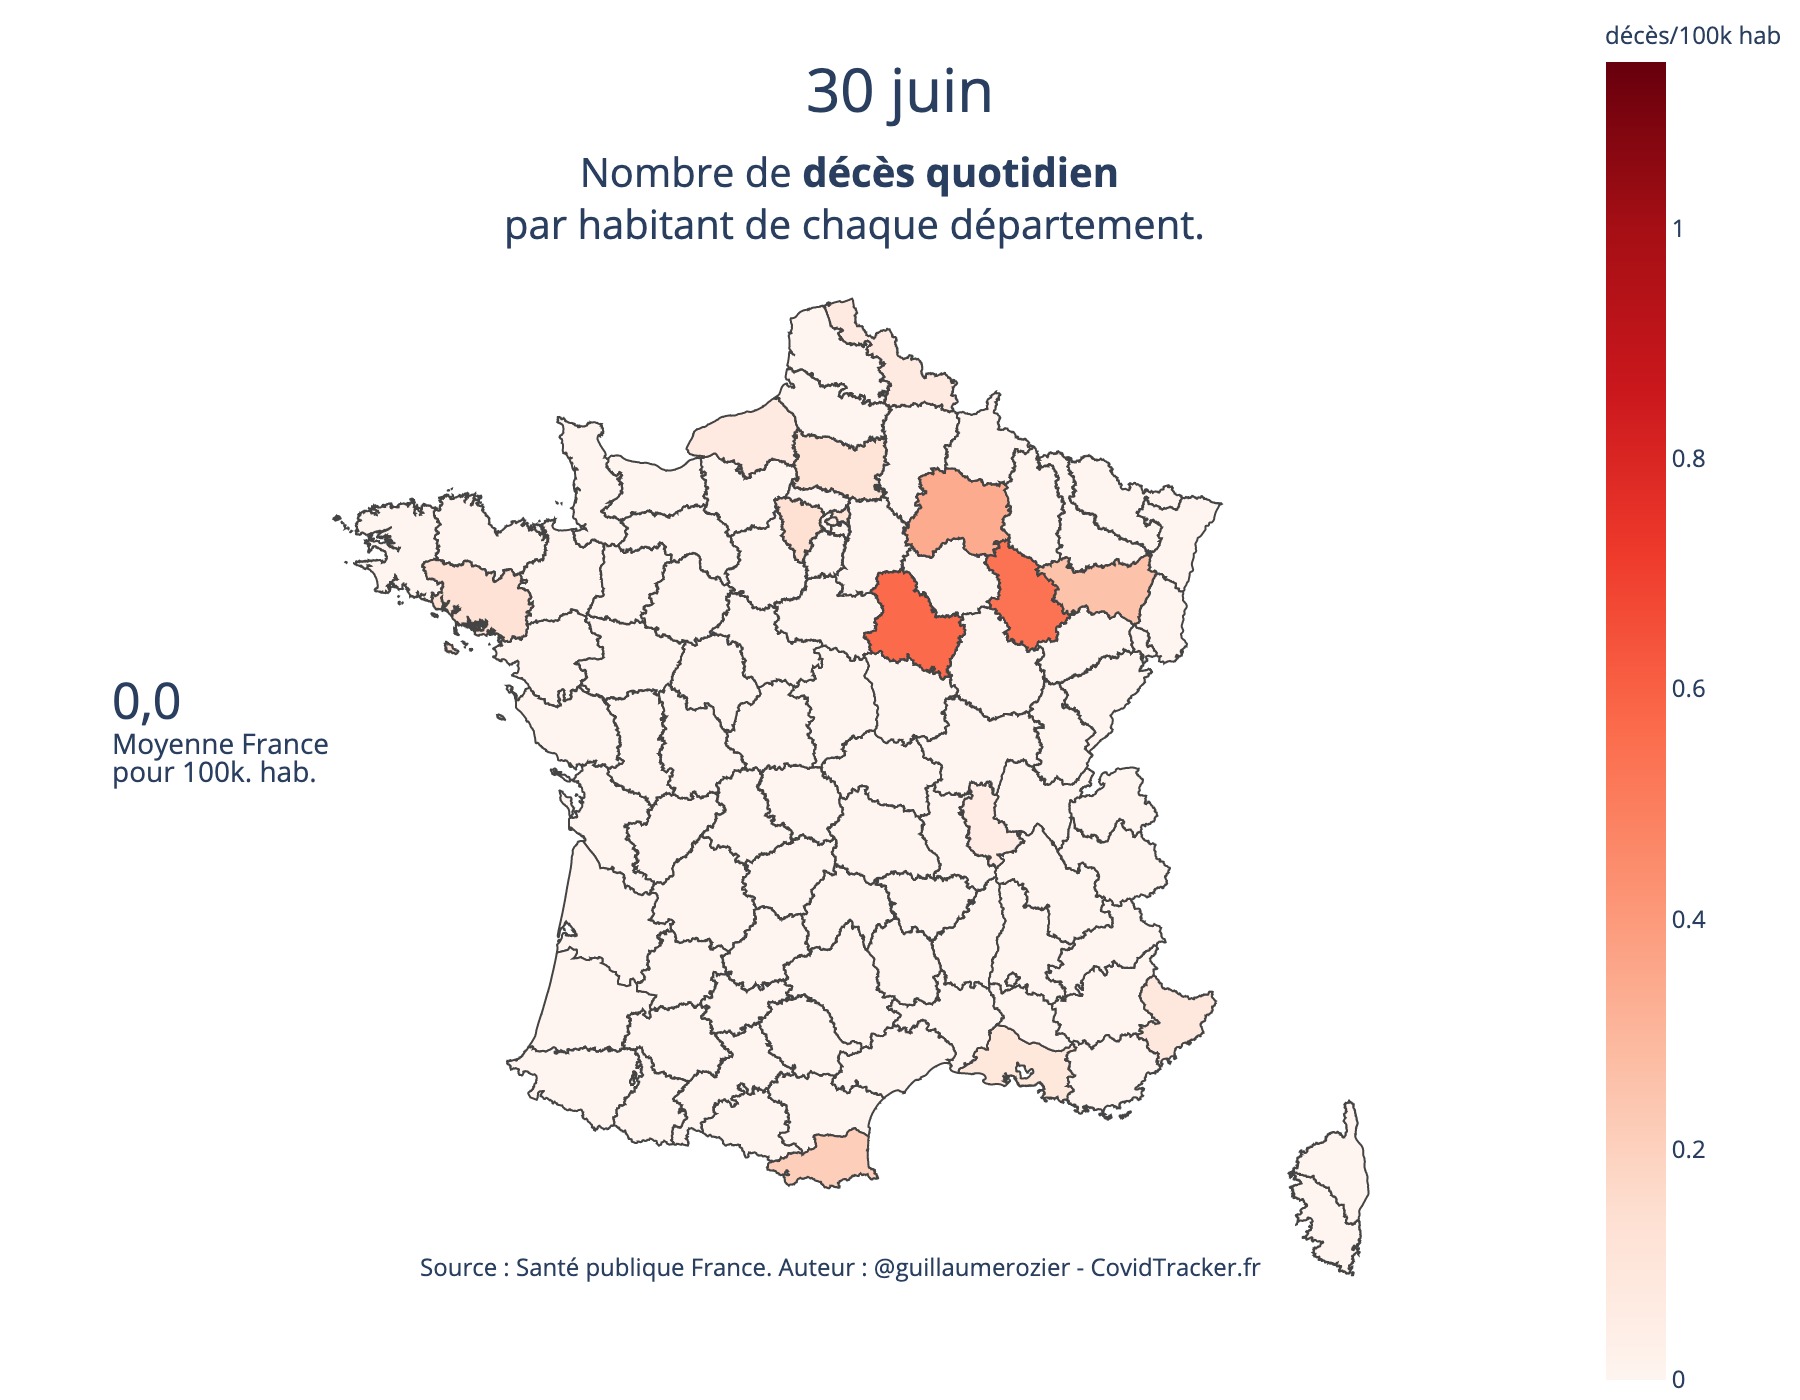 décès/100k hab
30 juin
Nombre de décès quotidien
par habitant de chaque département.
1
0.8
0.6
0.4
0.2
0
0,0
Moyenne France
pour 100k. hab.
Source : Santé publique France. Auteur : @guillaumerozier - CovidTracker.fr